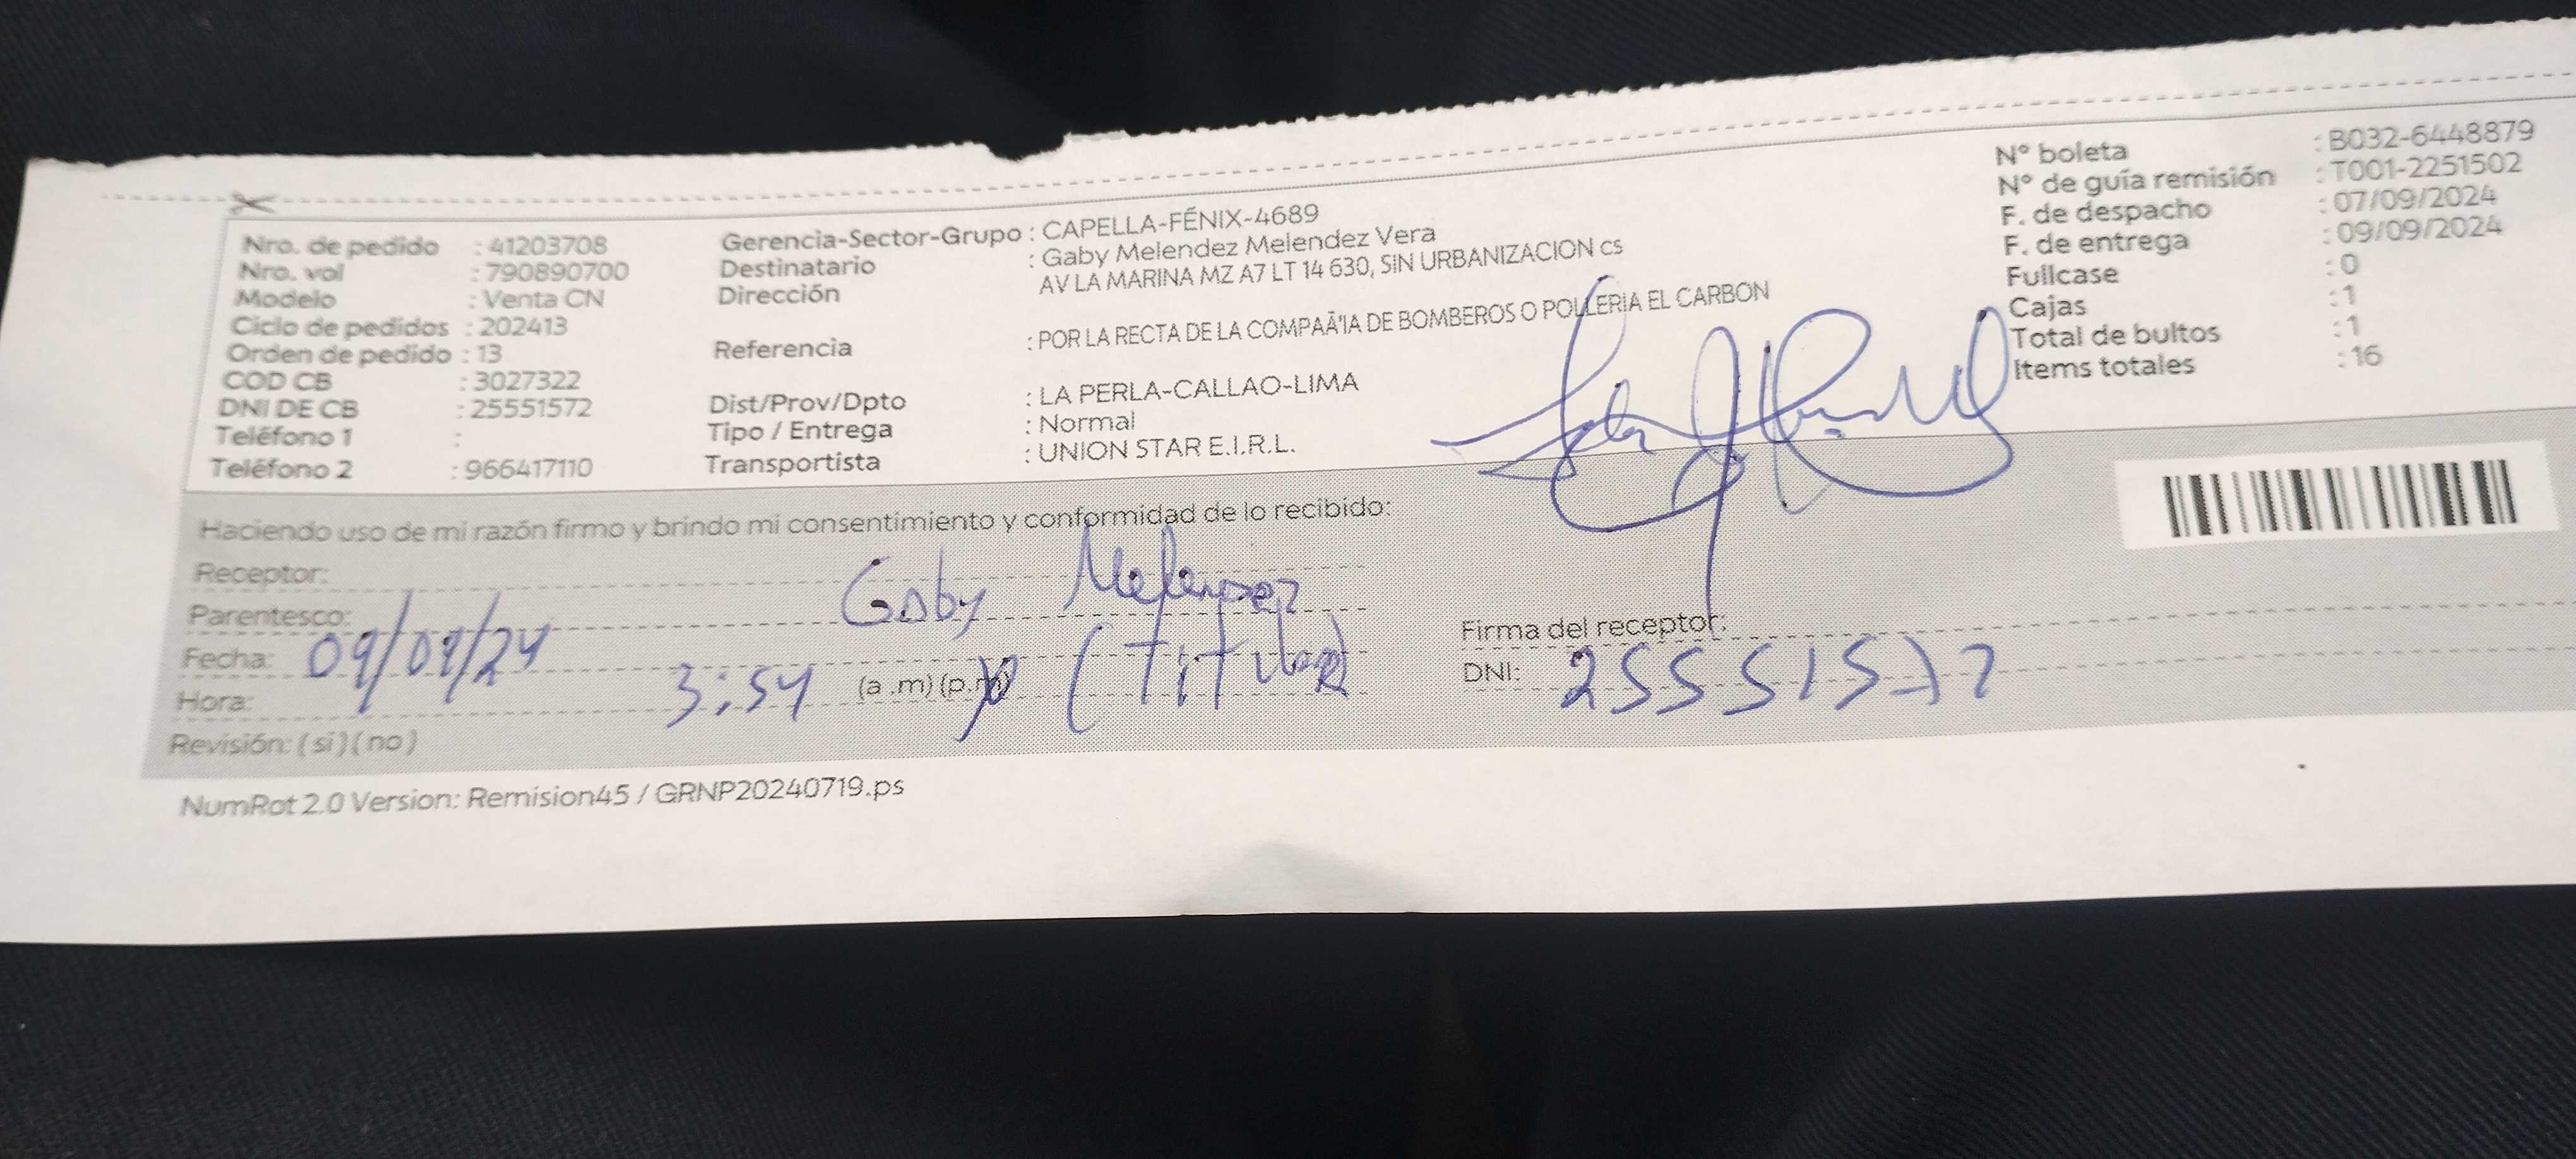 Nro. de pedido : 41203708
Nro. vol : 790890700
Modelo : Venta CN
Ciclo de pedidos : 202413
Orden de pedido : 13
COD CB : 3027322
DNI DE CB : 25551572
Teléfono 1 :
Teléfono 2 : 966417110
Gerencia-Sector-Grupo : CAPELLA-FÉNIX-4689
Destinatario : Gaby Melendez Melendez Vera
Dirección AV LA MARINA MZ A7 LT 14 630, SIN URBANIZACION cs
Referencia : POR LA RECTA DE LA COMPAÃ'IA DE BOMBEROS O POLLERIA EL CARBON
Dist/Prov/Dpto : LA PERLA-CALLAO-LIMA
Tipo / Entrega : Normal
Transportista : UNION STAR E.I.R.L.
N° boleta : B032-6448879
N° de guía remisión : T001-2251502
F. de despacho : 07/09/2024
F. de entrega : 09/09/2024
Fullcase : 0
Cajas : 1
Total de bultos : 1
Items totales : 16
Haciendo uso de mi razón firmo y brindo mi consentimiento y conformidad de lo recibido:
Receptor: Gaby Melendez
Parentesco: (Titular)
Fecha: 09/09/24
Hora: 3:54 (a .m) (p.m)
Revisión: ( si ) ( no )
Firma del receptor:
DNI: 25551572
NumRot 2.0 Version: Remision45 / GRNP20240719.ps